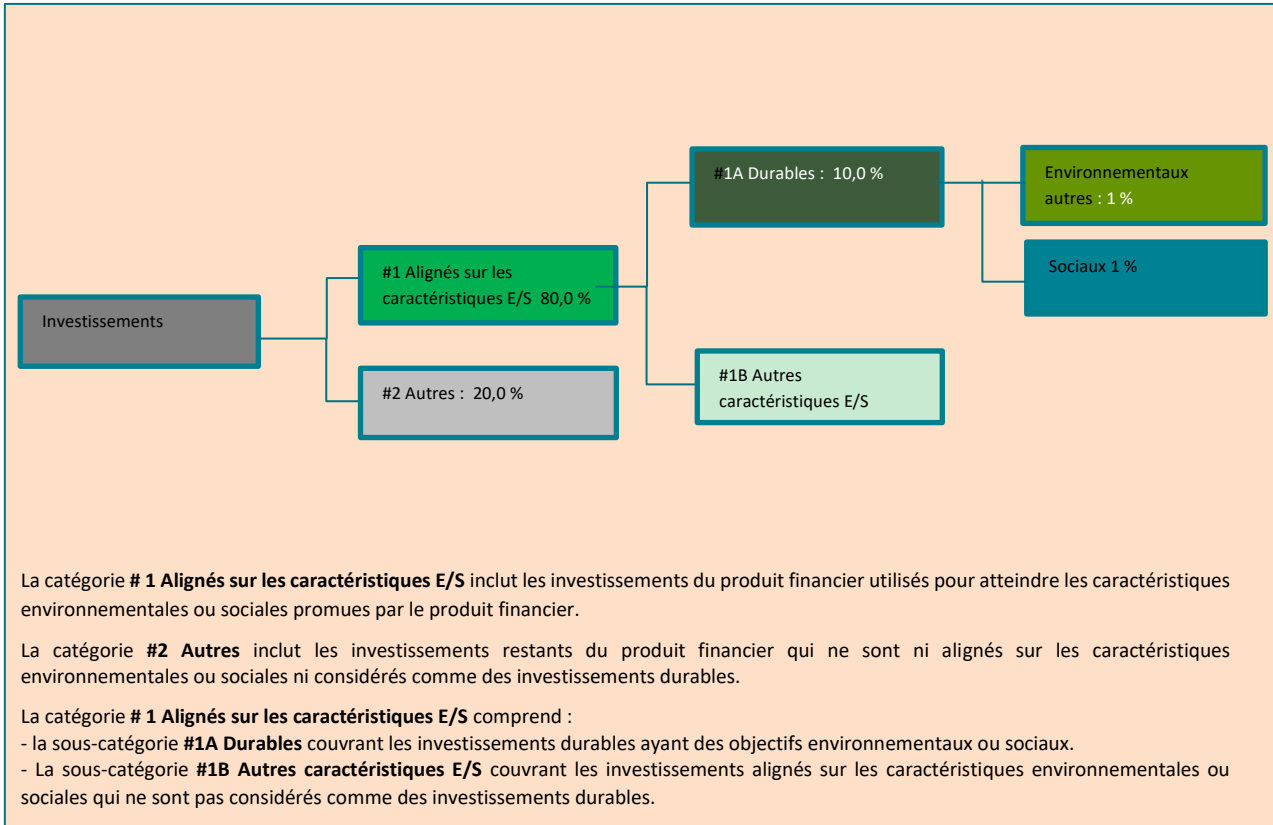 #1A Durables : 10,0 %
Environnementaux
autres : 1 %
#1 Alignés sur les
caractéristiques E/S 80,0 %
Sociaux 1 %
Investissements
#2 Autres : 20,0 %
#1B Autres
caractéristiques E/S
La catégorie # 1 Alignés sur les caractéristiques E/S inclut les investissements du produit financier utilisés pour atteindre les caractéristiques
environnementales ou sociales promues par le produit financier.
La catégorie #2 Autres inclut les investissements restants du produit financier qui ne sont ni alignés sur les caractéristiques
environnementales ou sociales ni considérés comme des investissements durables.
La catégorie # 1 Alignés sur les caractéristiques E/S comprend :
- la sous-catégorie #1A Durables couvrant les investissements durables ayant des objectifs environnementaux ou sociaux.
- La sous-catégorie #1B Autres caractéristiques E/S couvrant les investissements alignés sur les caractéristiques environnementales ou
sociales qui ne sont pas considérés comme des investissements durables.